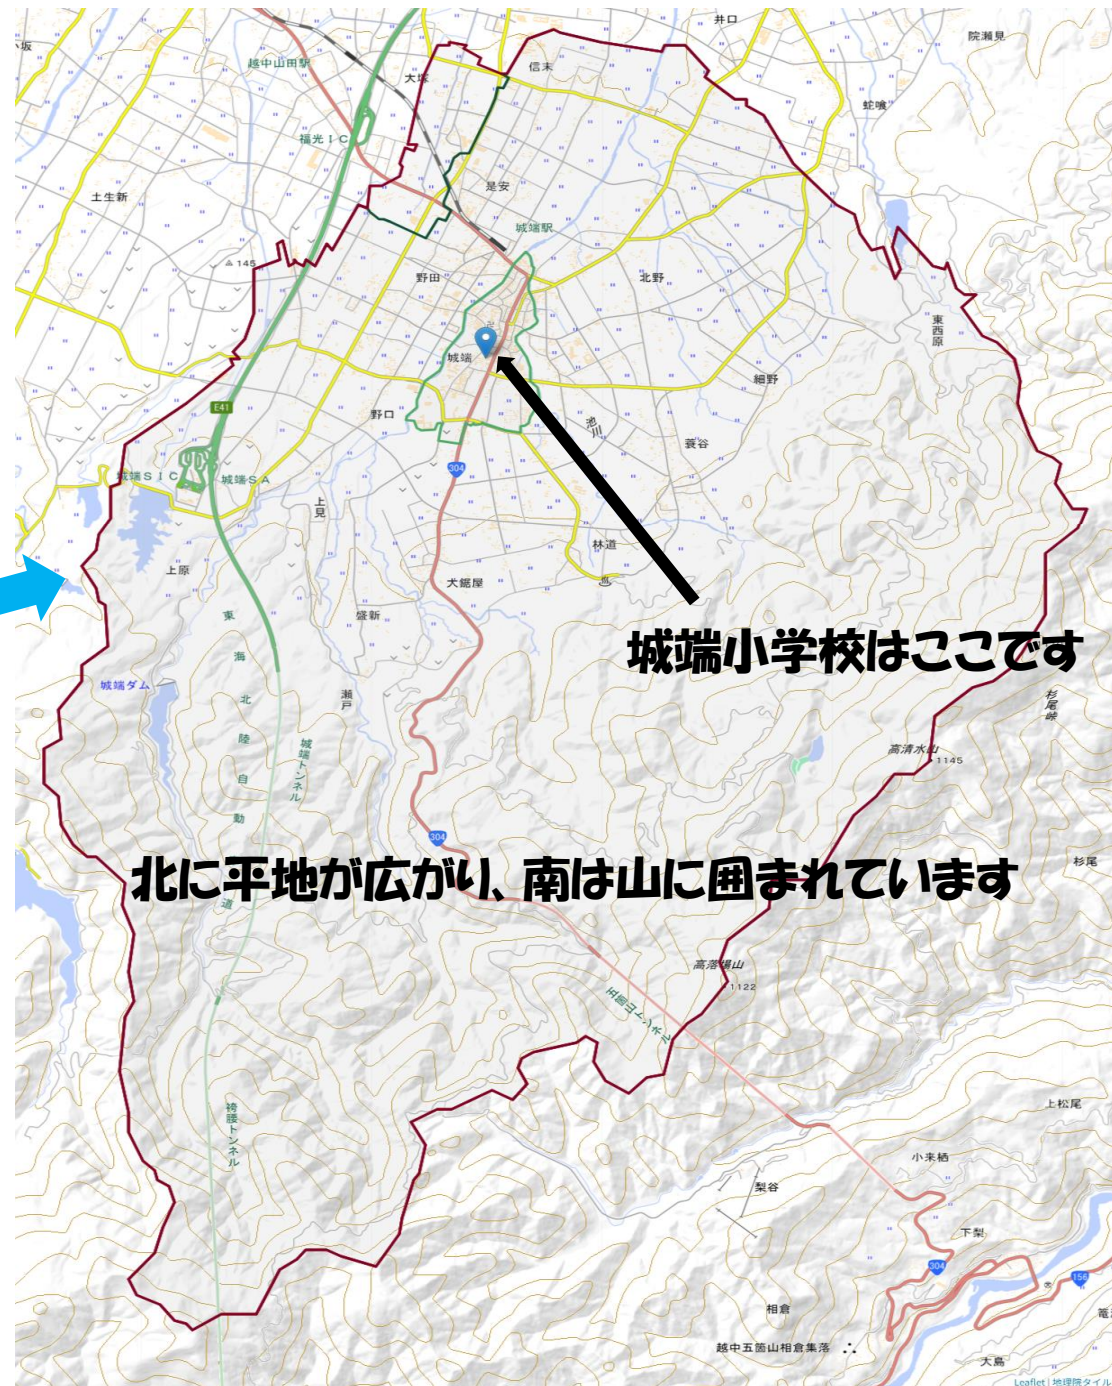 井口
院瀬見
坂
越中山田駅
大塚
信末
蛇喰
福光IC
土生新
是安
城端駅
145
野田
北野
東西原
城端
細野
野口
E41
池川
蓑谷
304
城端SIC
城端SA
上見
林道
上原
犬鋸屋
東海北陸自動車道
盛新
城端小学校はここです
城端ダム
瀬戸
杉尾峠
城端トンネル
高清水山
1145
304
杉尾
北に平地が広がり、南は山に囲まれています
高落場山
1122
五箇山トンネル
袴腰トンネル
上松尾
小来栖
梨谷
下梨
304
156
相倉
越中五箇山相倉集落
大島
Leaflet | 地理院タイル